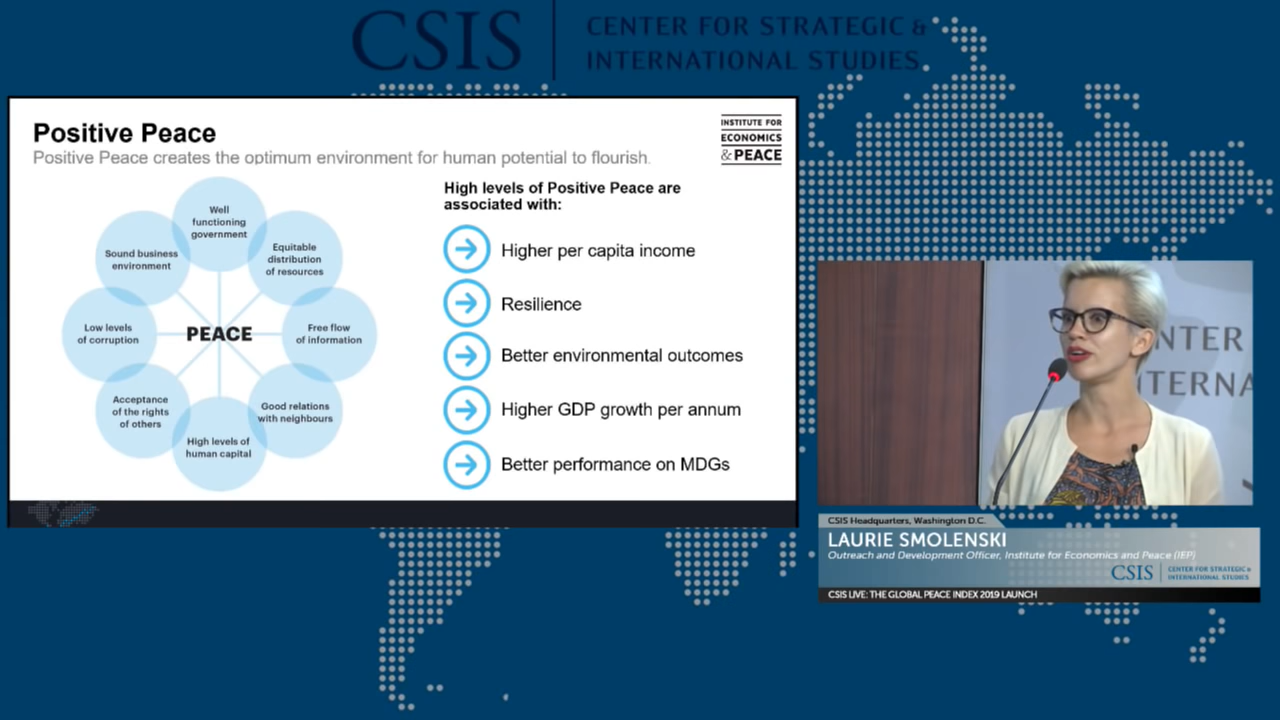 CSIS
CENTER FOR STRATEGIC &
INTERNATIONAL STUDIES
Positive Peace
Positive Peace creates the optimum environment for human potential to flourish.
INSTITUTE FOR
ECONOMICS
& PEACE
Well
functioning
government
Equitable
distribution
of resources
Free flow
of information
Good relations
with neighbours
High levels of
human capital
Acceptance
of the rights
of others
Low levels
of corruption
Sound business
environment
PEACE
High levels of Positive Peace are
associated with:
Higher per capita income
Resilience
Better environmental outcomes
Higher GDP growth per annum
Better performance on MDGs
NTER
ITERNA
CSIS Headquarters, Washington D.C.
LAURIE SMOLENSKI
Outreach and Development Officer, Institute for Economics and Peace (IEP)
CSIS
CENTER FOR STRATEGIC &
INTERNATIONAL STUDIES
CSIS LIVE: THE GLOBAL PEACE INDEX 2019 LAUNCH